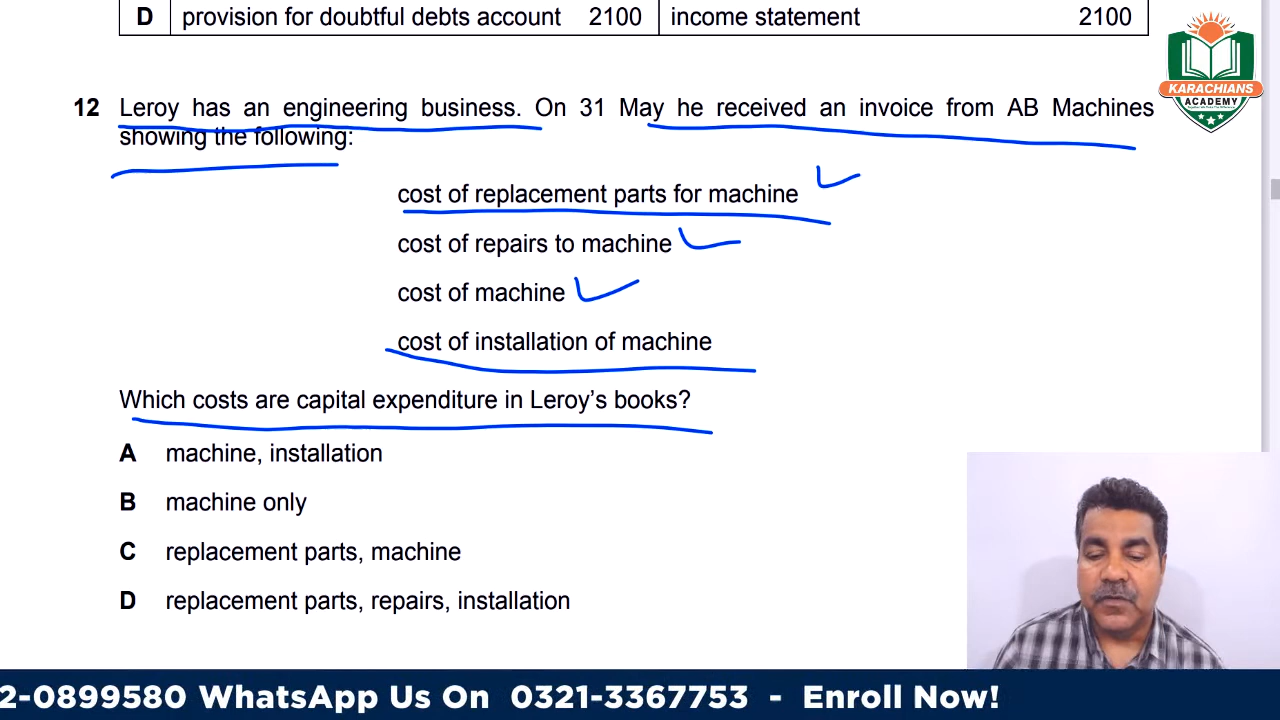 D provision for doubtful debts account 2100 income statement 2100
KARACHIANS
ACADEMY
12 Leroy has an engineering business. On 31 May he received an invoice from AB Machines
showing the following:
cost of replacement parts for machine
cost of repairs to machine
cost of machine
cost of installation of machine
Which costs are capital expenditure in Leroy's books?
A machine, installation
B machine only
C replacement parts, machine
D replacement parts, repairs, installation
2-0899580 WhatsApp Us On 0321-3367753 - Enroll Now!